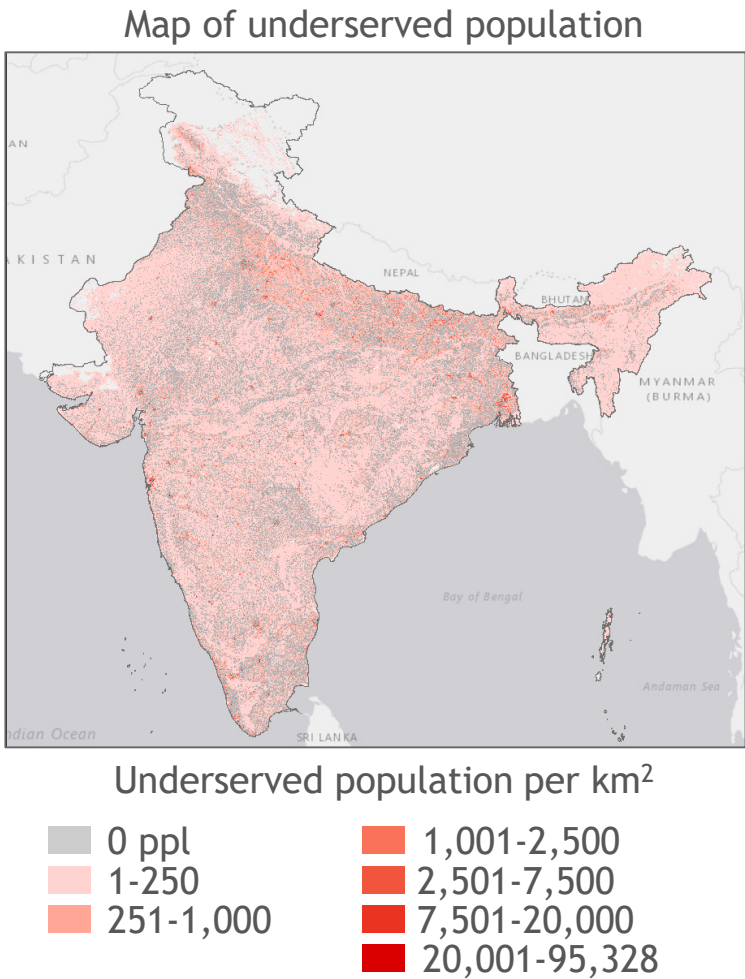 Map of underserved population
AN
AKISTAN
NEPAL
BHUTAN
BANGLADESH
MYANMAR
(BURMA)
Bay of Bengal
Andaman Sea
ndian Ocean
SRI LANKA
Underserved population per km²
0 ppl
1-250
251-1,000
1,001-2,500
2,501-7,500
7,501-20,000
20,001-95,328